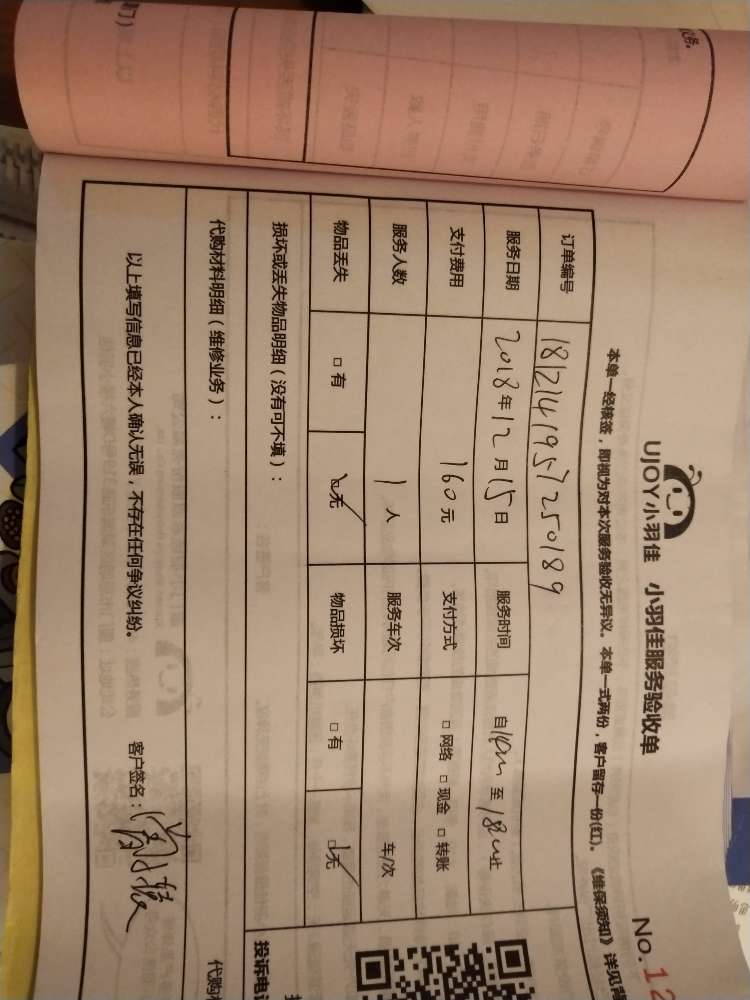 UJOY小羽佳 小羽佳服务验收单
No.12
本单一经核签，即视为对本次服务验收无异议。本单一式两份，客户留存一份(红)。《维保须知》详见背
订单编号 1812141957250189
服务日期 2018年12月15日 服务时间 自14 至18 止
支付费用 160元 支付方式 □网络 □现金 □转账
服务人数 1人 服务车次 车/次
物品丢失 □有 □无 物品损坏 □有 □无
损坏或丢失物品明细（没有可不填）：
投诉电
代购材料明细（维修业务）：
代购
以上填写信息已经本人确认无误，不存在任何争议纠纷。 客户签名：